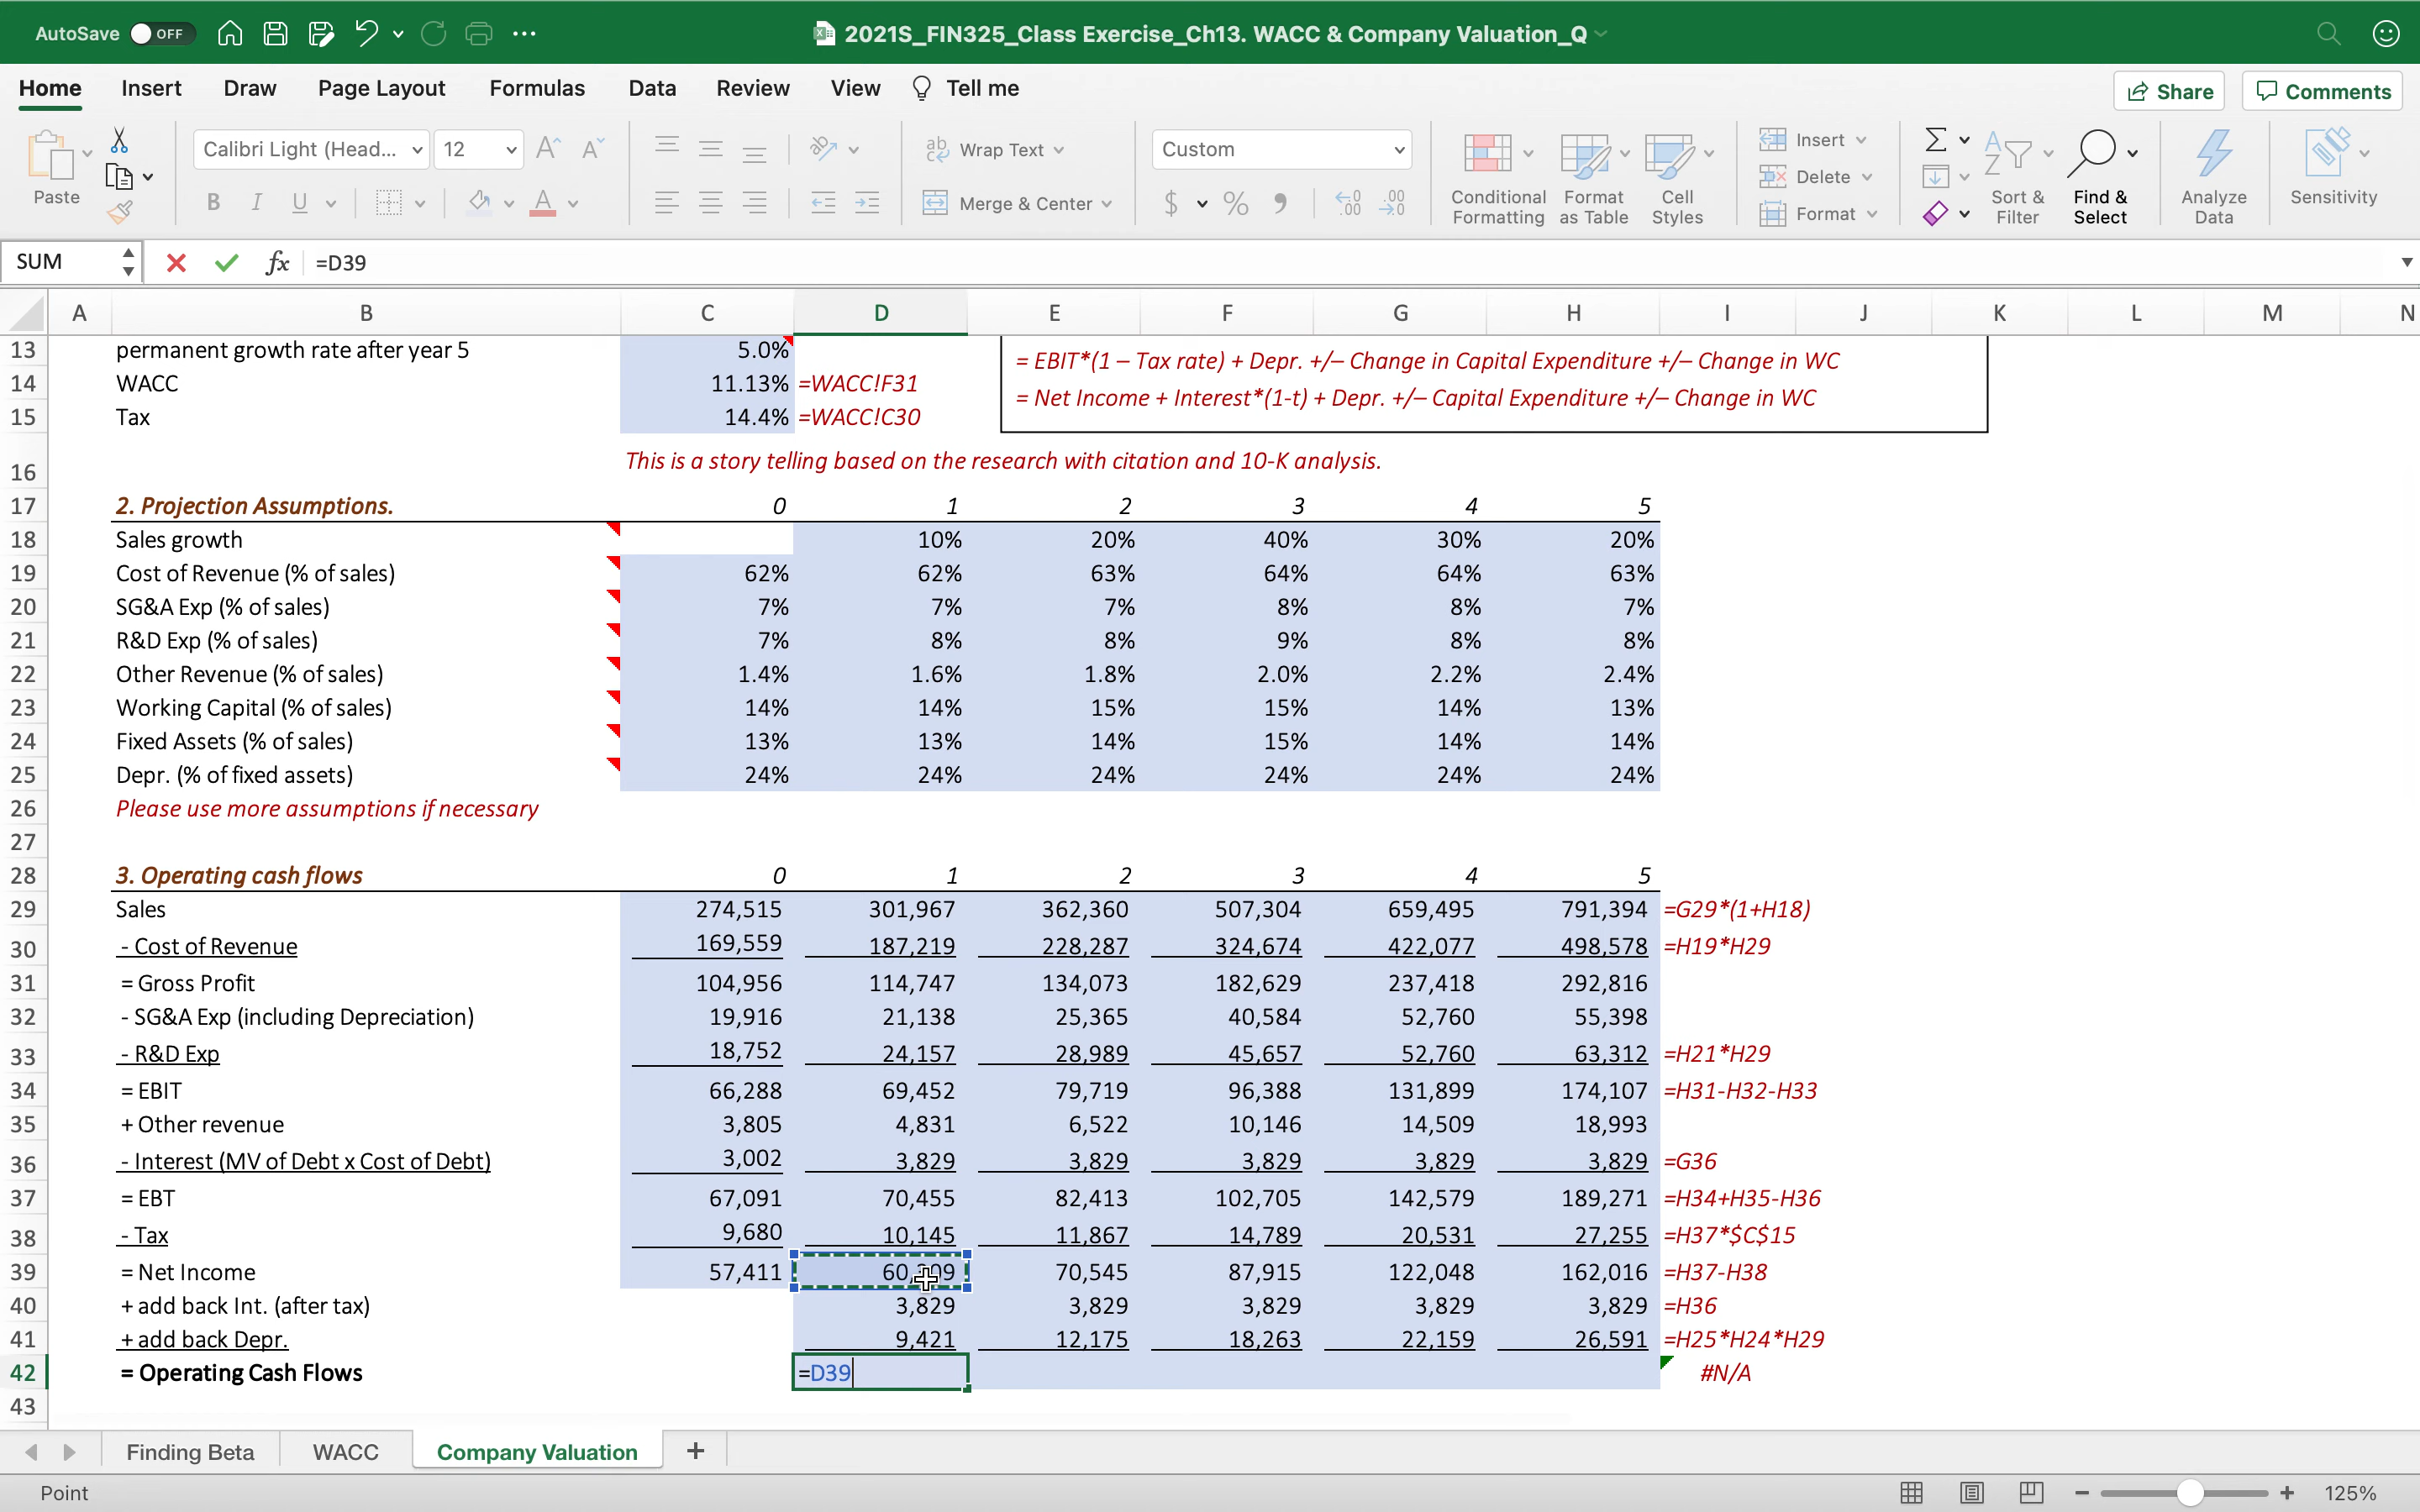 AutoSave OFF 2021S_FIN325_Class Exercise_Ch13. WACC & Company Valuation_Q
Home Insert Draw Page Layout Formulas Data Review View Tell me Share Comments
Paste Calibri Light (Head... 12 Wrap Text Merge & Center Custom $ % Conditional Formatting Format as Table Cell Styles Insert Delete Format Sort & Filter Find & Select Analyze Data Sensitivity
SUM fx =D39
A B C D E F G H I J K L M N
13 permanent growth rate after year 5 5.0% = EBIT*(1 – Tax rate) + Depr. +/– Change in Capital Expenditure +/– Change in WC
14 WACC 11.13% =WACC!F31 = Net Income + Interest*(1-t) + Depr. +/– Capital Expenditure +/– Change in WC
15 Tax 14.4% =WACC!C30
16 This is a story telling based on the research with citation and 10-K analysis.
17 2. Projection Assumptions. 0 1 2 3 4 5
18 Sales growth 10% 20% 40% 30% 20%
19 Cost of Revenue (% of sales) 62% 62% 63% 64% 64% 63%
20 SG&A Exp (% of sales) 7% 7% 7% 8% 8% 7%
21 R&D Exp (% of sales) 7% 8% 8% 9% 8% 8%
22 Other Revenue (% of sales) 1.4% 1.6% 1.8% 2.0% 2.2% 2.4%
23 Working Capital (% of sales) 14% 14% 15% 15% 14% 13%
24 Fixed Assets (% of sales) 13% 13% 14% 15% 14% 14%
25 Depr. (% of fixed assets) 24% 24% 24% 24% 24% 24%
26 Please use more assumptions if necessary
27
28 3. Operating cash flows 0 1 2 3 4 5
29 Sales 274,515 301,967 362,360 507,304 659,495 791,394 =G29*(1+H18)
30 - Cost of Revenue 169,559 187,219 228,287 324,674 422,077 498,578 =H19*H29
31 = Gross Profit 104,956 114,747 134,073 182,629 237,418 292,816
32 - SG&A Exp (including Depreciation) 19,916 21,138 25,365 40,584 52,760 55,398
33 - R&D Exp 18,752 24,157 28,989 45,657 52,760 63,312 =H21*H29
34 = EBIT 66,288 69,452 79,719 96,388 131,899 174,107 =H31-H32-H33
35 + Other revenue 3,805 4,831 6,522 10,146 14,509 18,993
36 - Interest (MV of Debt x Cost of Debt) 3,002 3,829 3,829 3,829 3,829 3,829 =G36
37 = EBT 67,091 70,455 82,413 102,705 142,579 189,271 =H34+H35-H36
38 - Tax 9,680 10,145 11,867 14,789 20,531 27,255 =H37*$C$15
39 = Net Income 57,411 70,545 87,915 122,048 162,016 =H37-H38
40 + add back Int. (after tax) 3,829 3,829 3,829 3,829 3,829 =H36
41 + add back Depr. 9,421 12,175 18,263 22,159 26,591 =H25*H24*H29
42 = Operating Cash Flows =D39 #N/A
43
Finding Beta WACC Company Valuation +
Point 125%